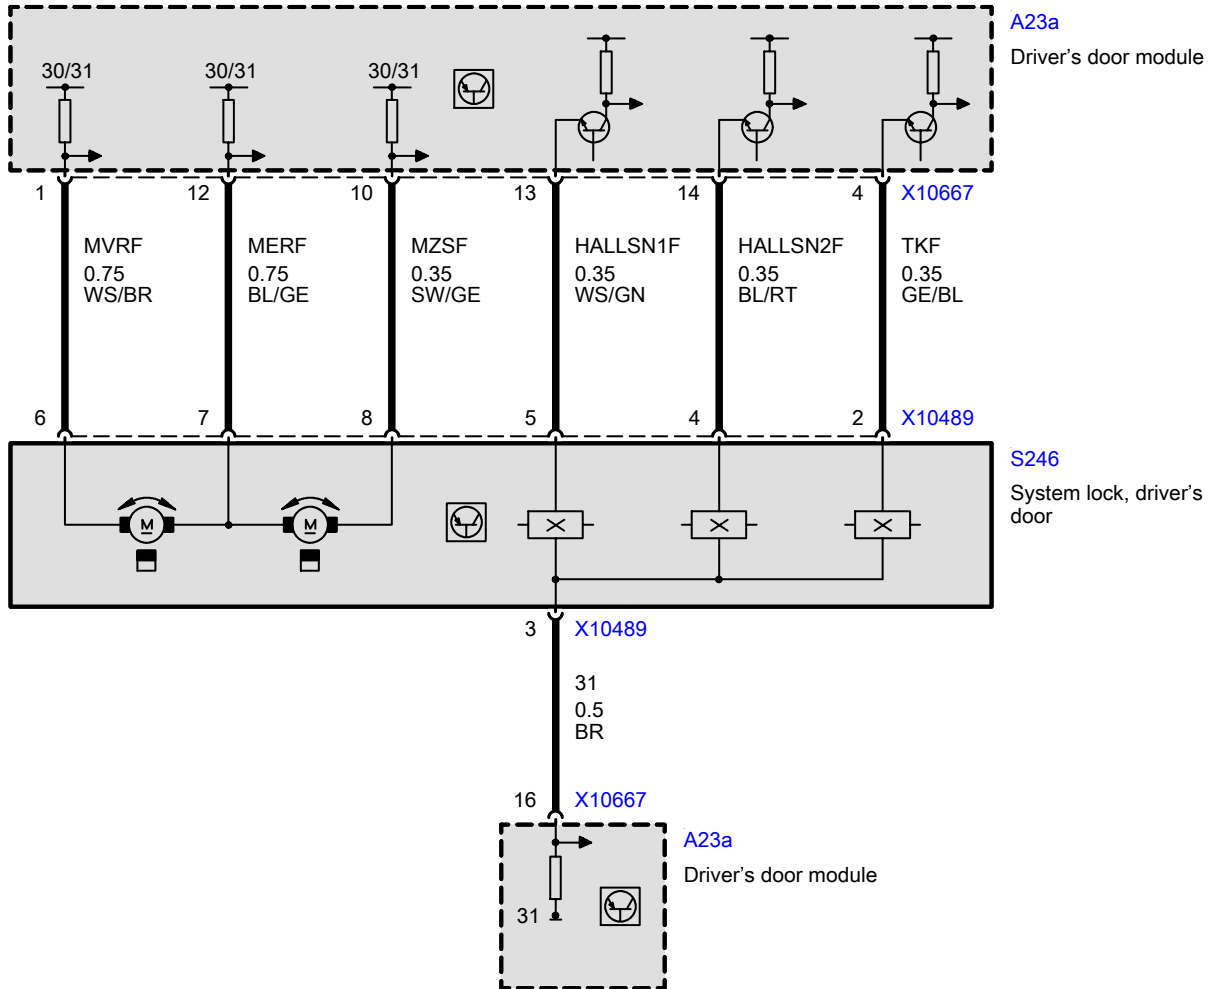 A23a
Driver's door module
30/31 30/31 30/31
1 12 10 13 14 4 X10667
MVRF MERF MZSF HALLSN1F HALLSN2F TKF
0.75 0.75 0.35 0.35 0.35 0.35
WS/BR BL/GE SW/GE WS/GN BL/RT GE/BL
6 7 8 5 4 2 X10489
S246
System lock, driver's
door
M M
3 X10489
31
0.5
BR
16 X10667
A23a
Driver's door module
31